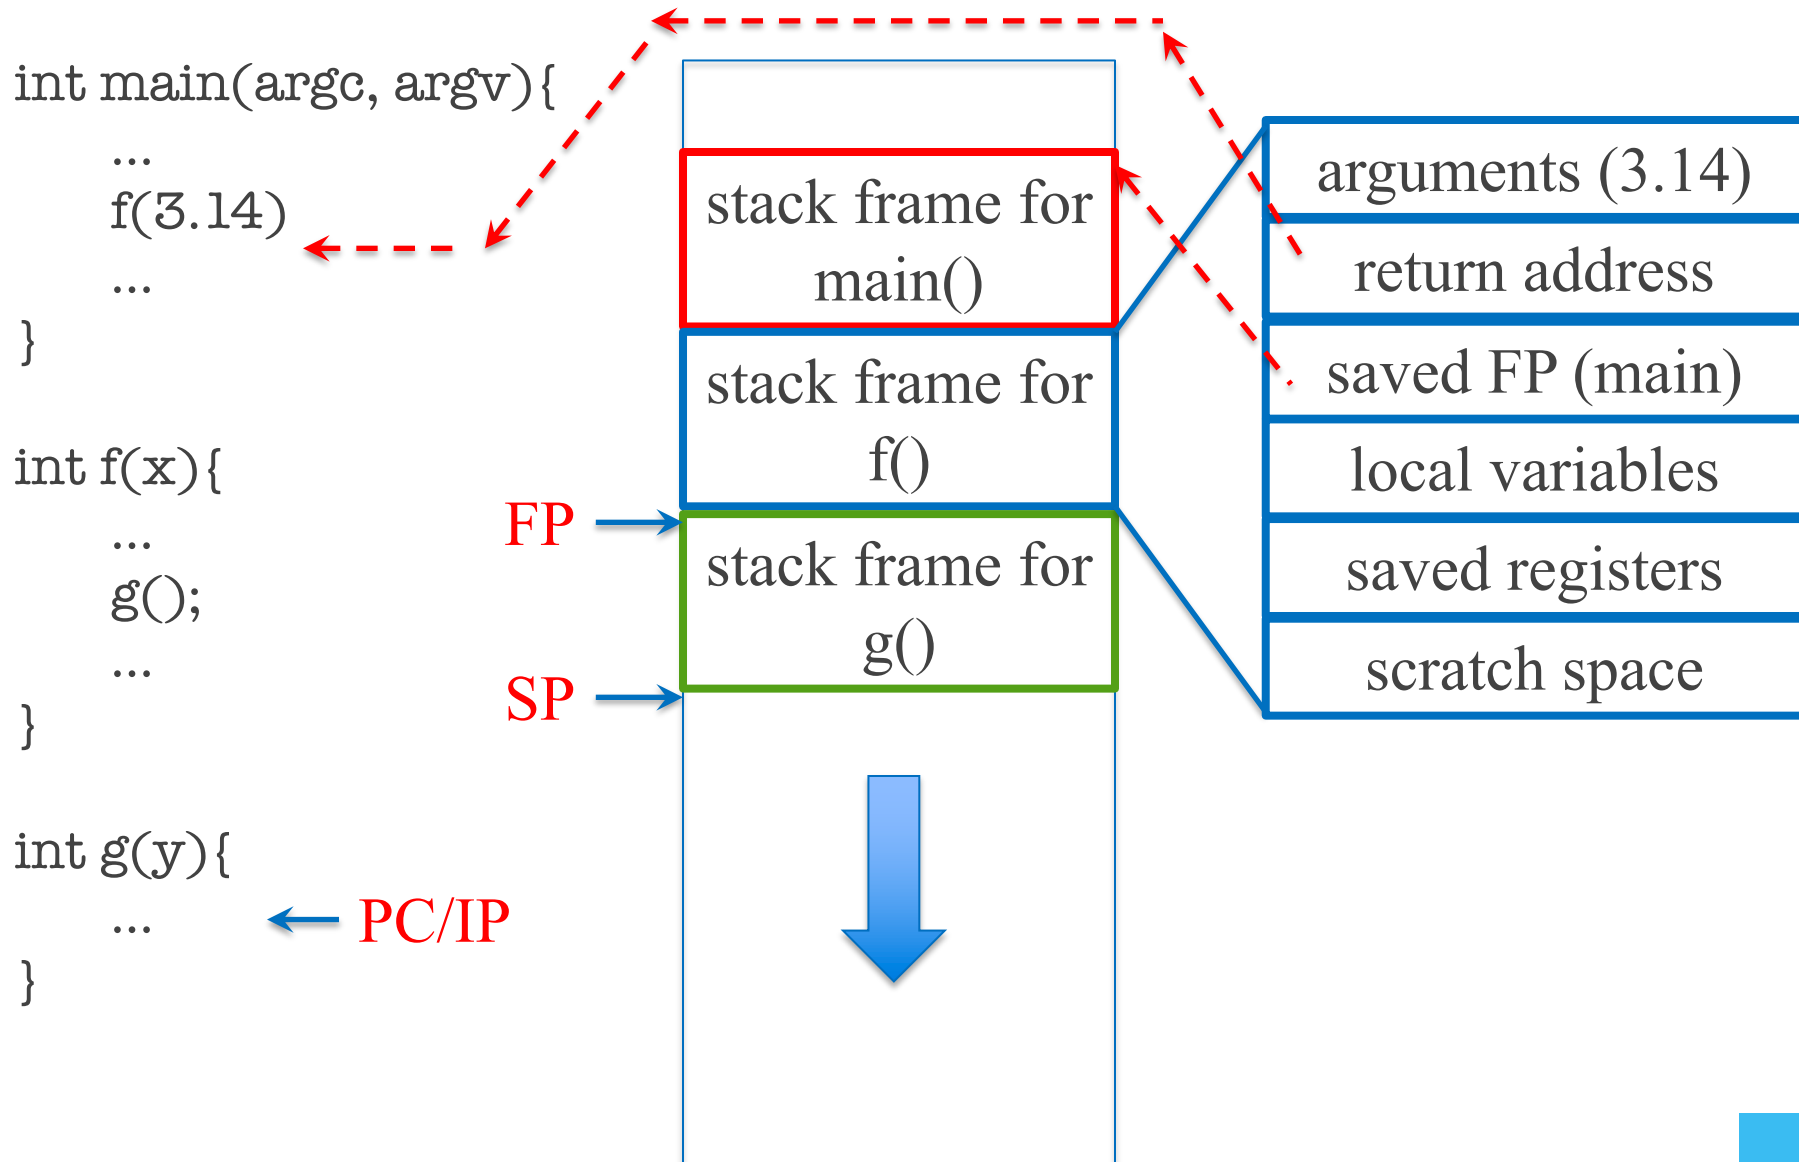 int main(argc, argv){
...
f(3.14)
...
}
int f(x){
...
g();
...
}
int g(y){
...
}
PC/IP
FP
SP
stack frame for
main()
stack frame for
f()
stack frame for
g()
arguments (3.14)
return address
saved FP (main)
local variables
saved registers
scratch space